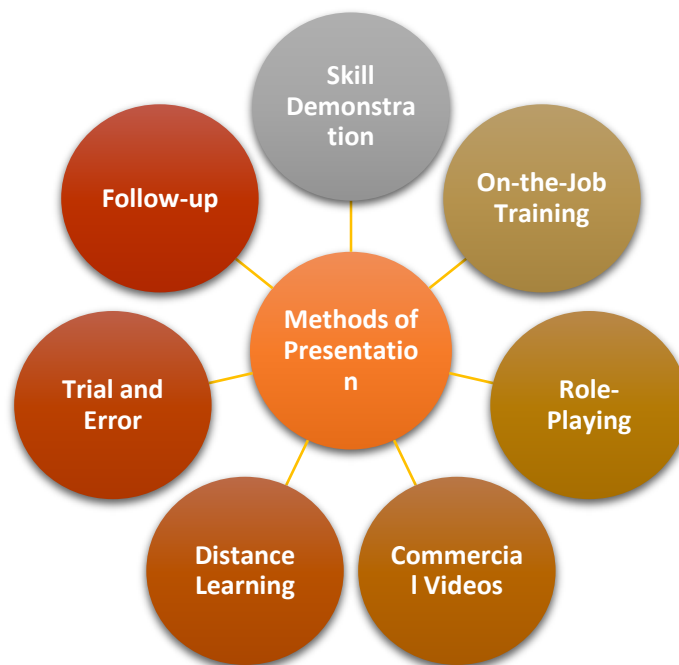 Skill
Demonstra
tion
On-the-Job
Training
Role-
Playing
Commercia
l Videos
Distance
Learning
Trial and
Error
Follow-up
Methods of
Presentatio
n